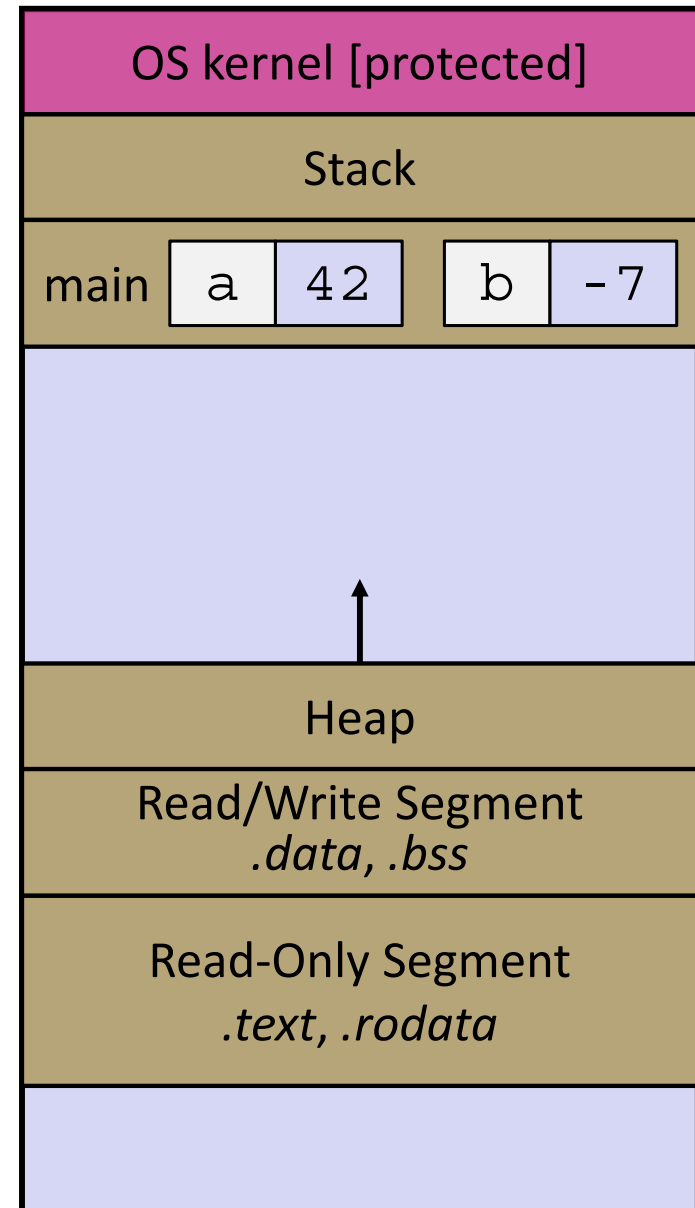 OS kernel [protected]
Stack
main a 42 b -7
Heap
Read/Write Segment
.data, .bss
Read-Only Segment
.text, .rodata